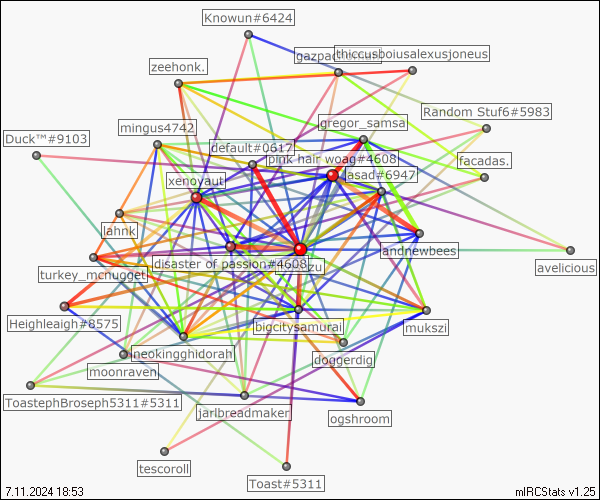 Knowun#6424
thiccusboiusalexusjoneus
zeehonk.
Random Stuf6#5983
gregor_samsa
mingus4742
Duck™#9103
default#0617
pink hair woag#4608
facadas.
asad#6947
xenoyaut
lahnk
andnewbees
disaster of passion#4608
avelicious
turkey_mcnugget
Heighleaigh#8575
bigcitysamurai
mukszi
neokingghidorah
doggerdig
moonraven
ToastephBroseph5311#5311
jarlbreadmaker
ogshroom
tescoroll
Toast#5311
7.11.2024 18:53
mIRCStats v1.25